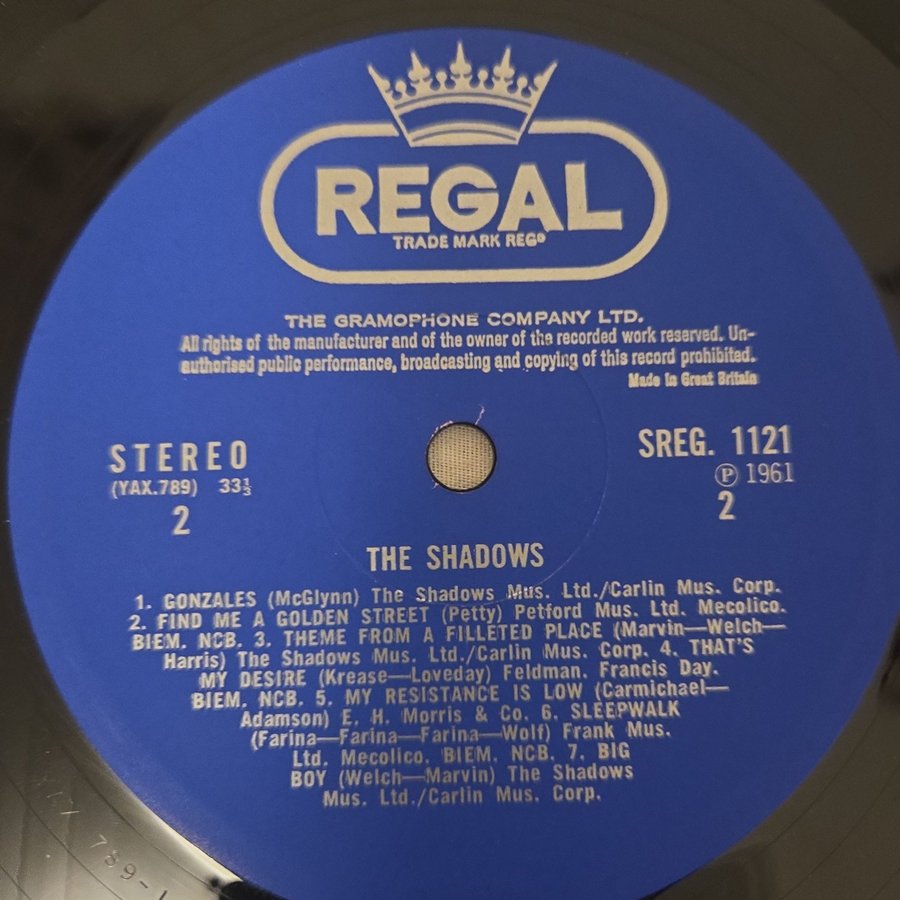 REGAL
TRADE MARK REGD
THE GRAMOPHONE COMPANY LTD.
All rights of the manufacturer and of the owner of the recorded work reserved. Un-
authorised public performance, broadcasting and copying of this record prohibited.
Made in Great Britain
STEREO
(YAX.789) 33⅓
2
SREG. 1121
Ⓟ 1961
2
THE SHADOWS
1. GONZALES (McGlynn) The Shadows Mus. Ltd./Carlin Mus. Corp.
2. FIND ME A GOLDEN STREET (Petty) Petford Mus. Ltd. Mecolico.
BIEM. NCB. 3. THEME FROM A FILLETED PLACE (Marvin—Welch—
Harris) The Shadows Mus. Ltd./Carlin Mus. Corp. 4. THAT'S
MY DESIRE (Krease—Loveday) Feldman. Francis Day.
BIEM. NCB. 5. MY RESISTANCE IS LOW (Carmichael—
Adamson) E. H. Morris & Co. 6. SLEEPWALK
(Farina—Farina—Farina—Wolf) Frank Mus.
Ltd. Mecolico. BIEM. NCB. 7. BIG
BOY (Welch—Marvin) The Shadows
Mus. Ltd./Carlin Mus. Corp.
789-1